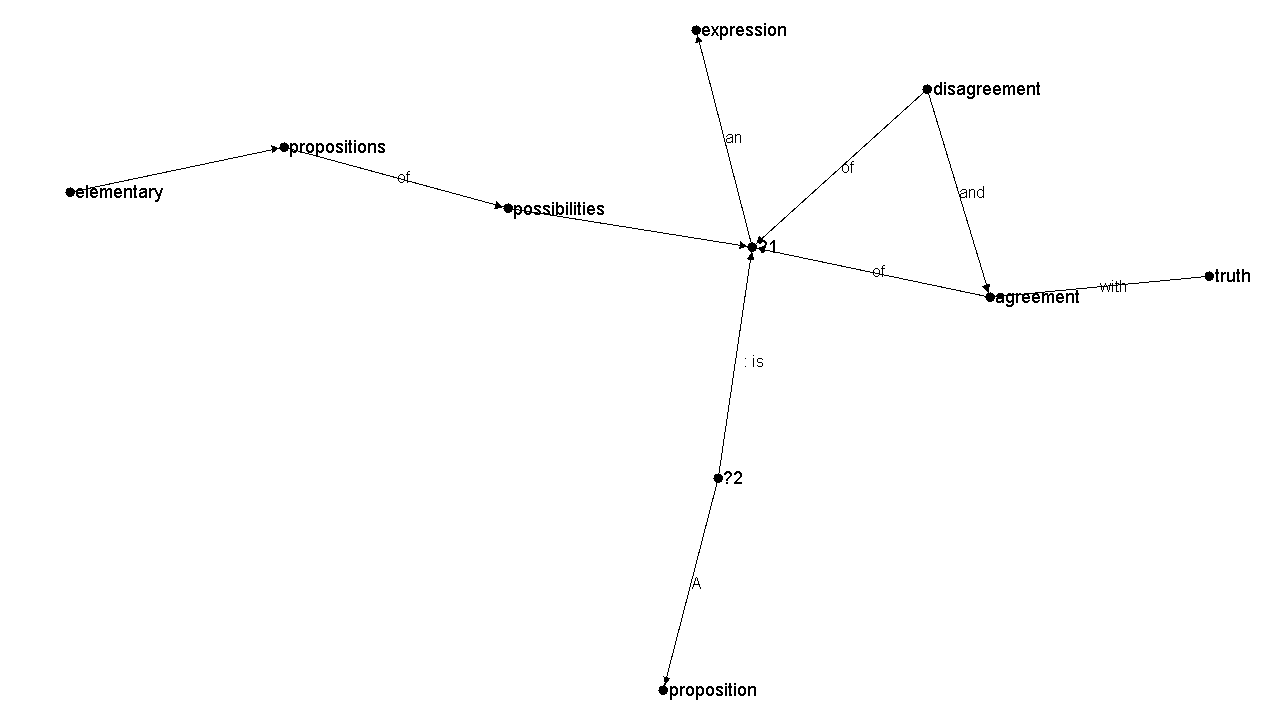 expression
disagreement
an
propositions
of
of
elementary
and
possibilities
?1
of
truth
with
agreement
: is
?2
A
proposition